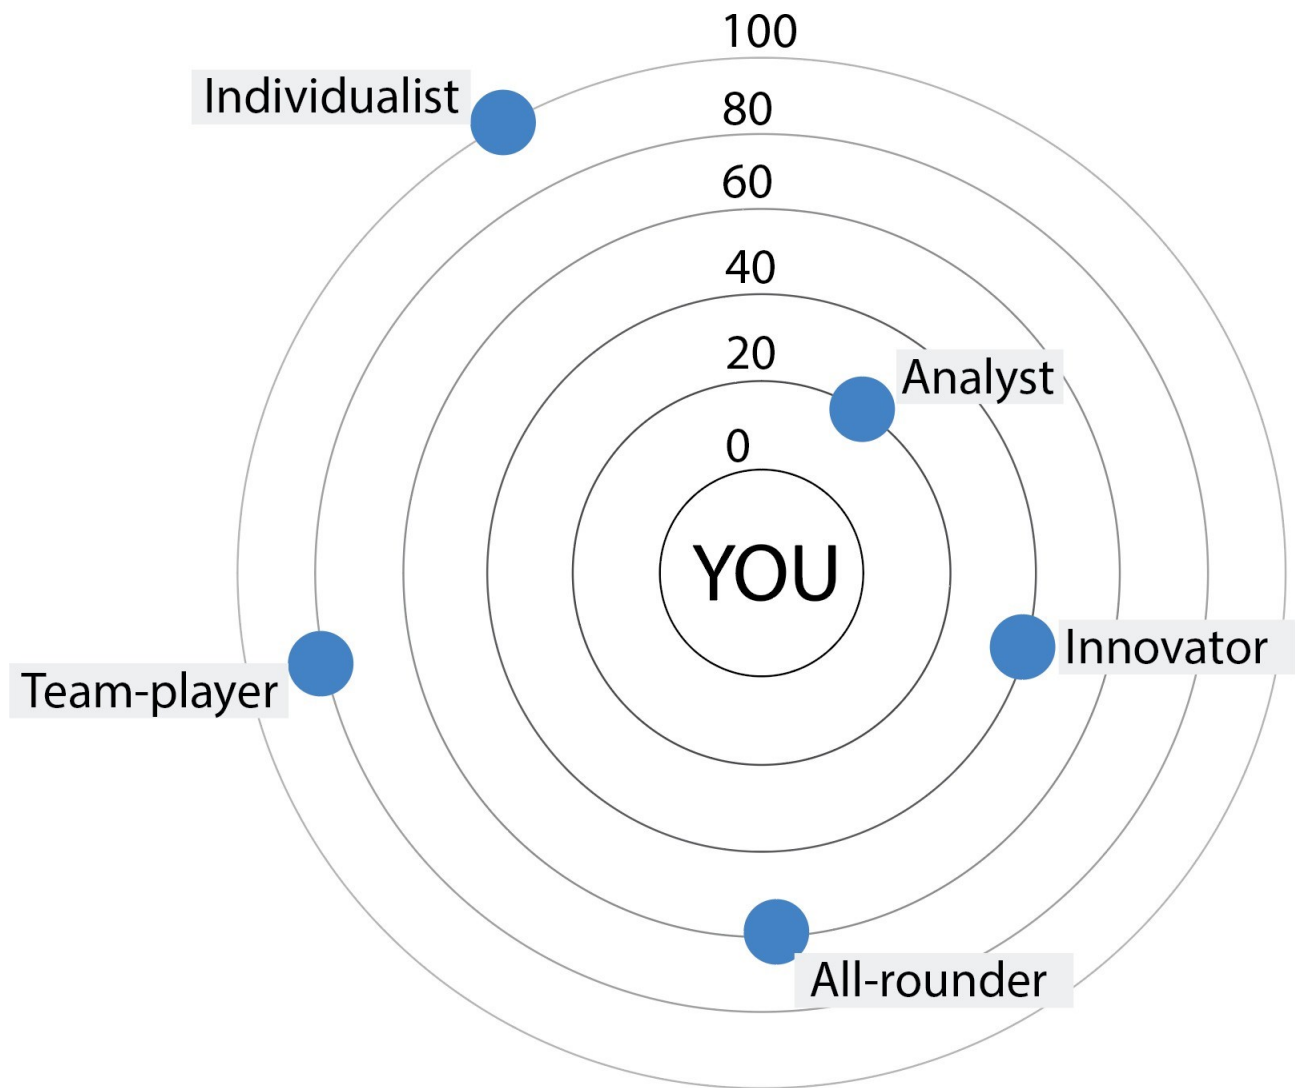 100
Individualist
80
60
40
20
Analyst
0
YOU
Innovator
Team-player
All-rounder